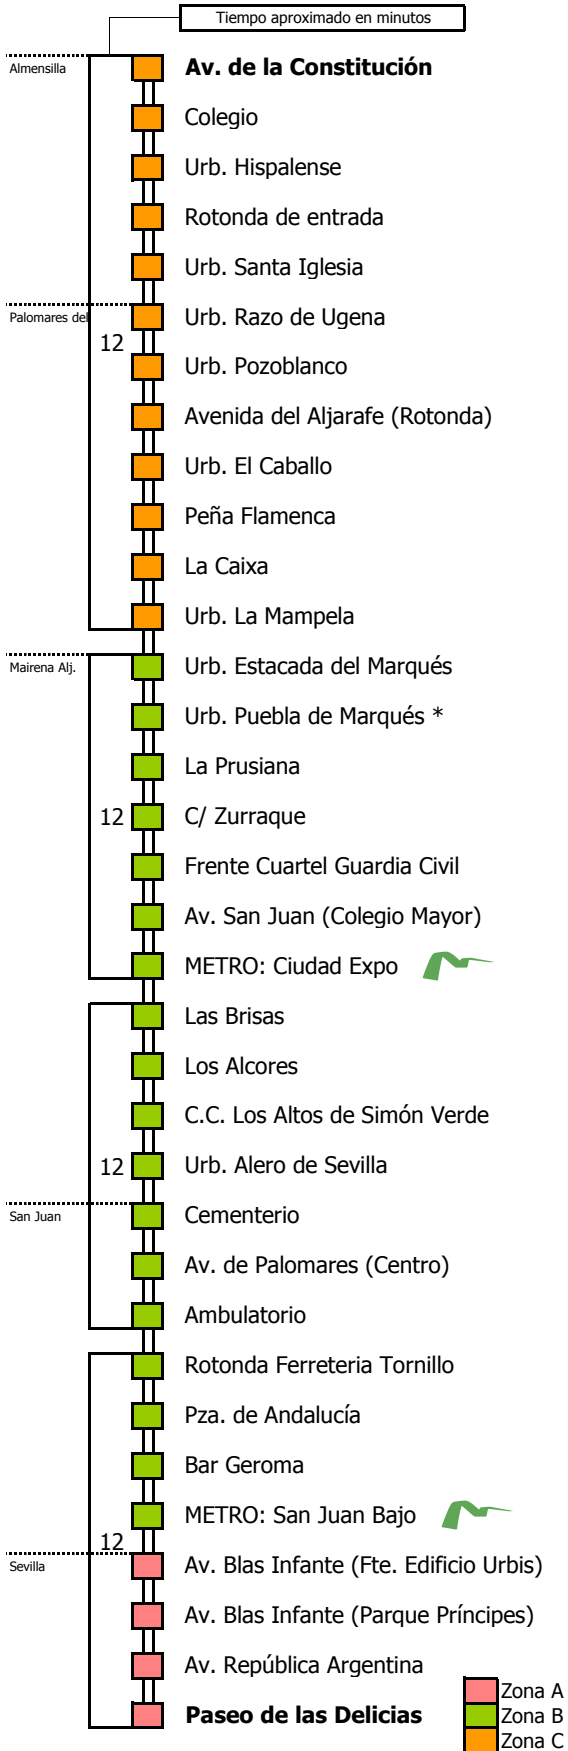 Tiempo aproximado en minutos
Almensilla
Av. de la Constitución
Colegio
Urb. Hispalense
Rotonda de entrada
Urb. Santa Iglesia
Palomares del
Urb. Razo de Ugena
12
Urb. Pozoblanco
Avenida del Aljarafe (Rotonda)
Urb. El Caballo
Peña Flamenca
La Caixa
Urb. La Mampela
Mairena Alj.
Urb. Estacada del Marqués
Urb. Puebla de Marqués *
La Prusiana
12
C/ Zurraque
Frente Cuartel Guardia Civil
Av. San Juan (Colegio Mayor)
METRO: Ciudad Expo
Las Brisas
Los Alcores
C.C. Los Altos de Simón Verde
12
Urb. Alero de Sevilla
San Juan
Cementerio
Av. de Palomares (Centro)
Ambulatorio
Rotonda Ferreteria Tornillo
Pza. de Andalucía
Bar Geroma
METRO: San Juan Bajo
12
Sevilla
Av. Blas Infante (Fte. Edificio Urbis)
Av. Blas Infante (Parque Príncipes)
Av. República Argentina
Paseo de las Delicias
Zona A
Zona B
Zona C